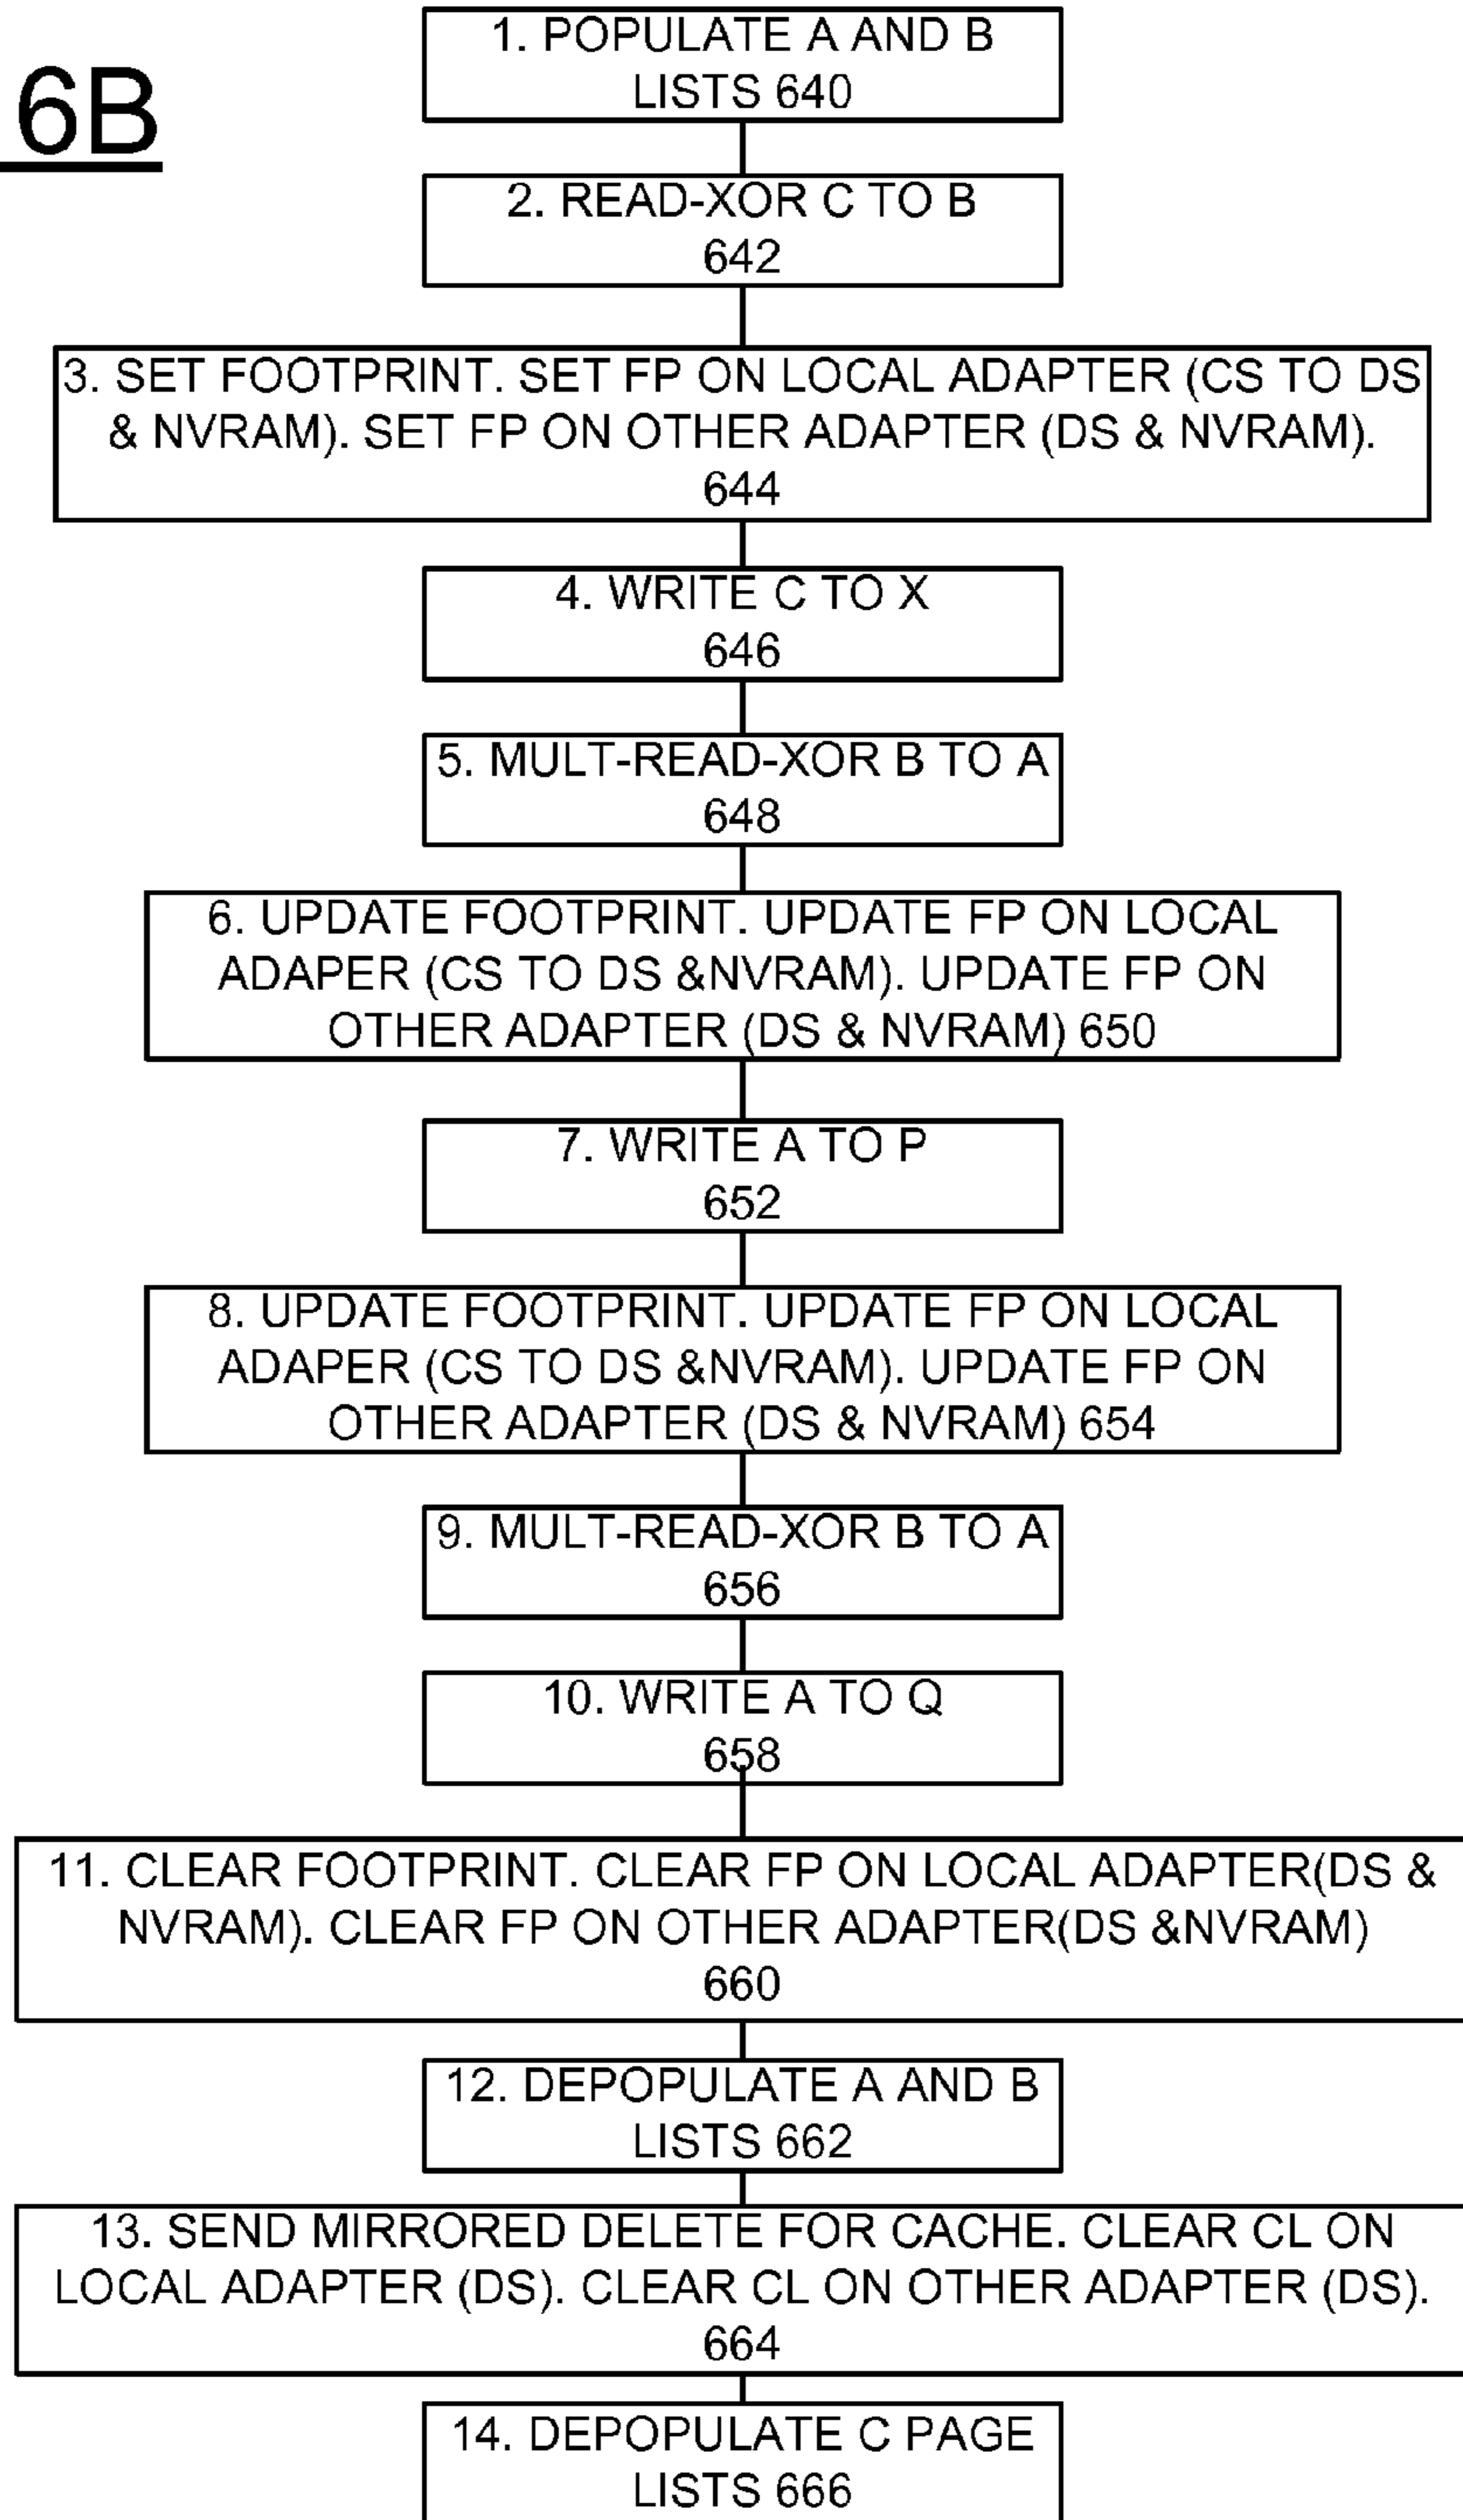 6B
1. POPULATE A AND B
LISTS 640
2. READ-XOR C TO B
642
3. SET FOOTPRINT. SET FP ON LOCAL ADAPTER (CS TO DS
& NVRAM). SET FP ON OTHER ADAPTER (DS & NVRAM).
644
4. WRITE C TO X
646
5. MULT-READ-XOR B TO A
648
6. UPDATE FOOTPRINT. UPDATE FP ON LOCAL
ADAPER (CS TO DS &NVRAM). UPDATE FP ON
OTHER ADAPTER (DS & NVRAM) 650
7. WRITE A TO P
652
8. UPDATE FOOTPRINT. UPDATE FP ON LOCAL
ADAPER (CS TO DS &NVRAM). UPDATE FP ON
OTHER ADAPTER (DS & NVRAM) 654
9. MULT-READ-XOR B TO A
656
10. WRITE A TO Q
658
11. CLEAR FOOTPRINT. CLEAR FP ON LOCAL ADAPTER(DS &
NVRAM). CLEAR FP ON OTHER ADAPTER(DS &NVRAM)
660
12. DEPOPULATE A AND B
LISTS 662
13. SEND MIRRORED DELETE FOR CACHE. CLEAR CL ON
LOCAL ADAPTER (DS). CLEAR CL ON OTHER ADAPTER (DS).
664
14. DEPOPULATE C PAGE
LISTS 666